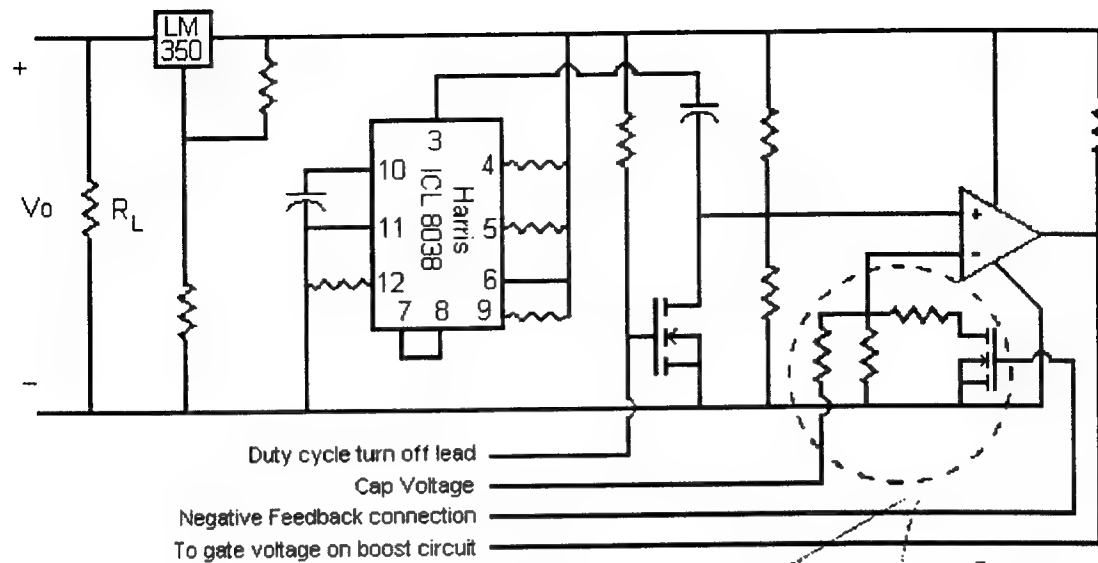 LM
350
+
3
10
4
Harris
ICL 8038
Vo
R_L
11
5
+
-
12
6
7
8
9
-
Duty cycle turn off lead
Cap Voltage
Negative Feedback connection
To gate voltage on boost circuit